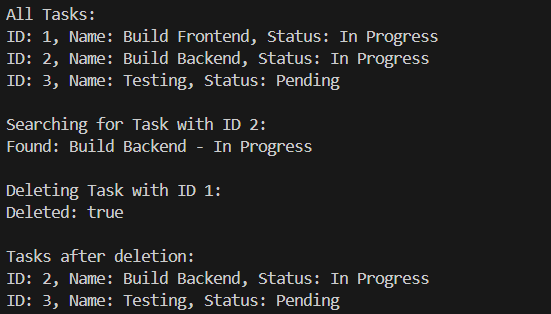 All Tasks:
ID: 1, Name: Build Frontend, Status: In Progress
ID: 2, Name: Build Backend, Status: In Progress
ID: 3, Name: Testing, Status: Pending
Searching for Task with ID 2:
Found: Build Backend - In Progress
Deleting Task with ID 1:
Deleted: true
Tasks after deletion:
ID: 2, Name: Build Backend, Status: In Progress
ID: 3, Name: Testing, Status: Pending